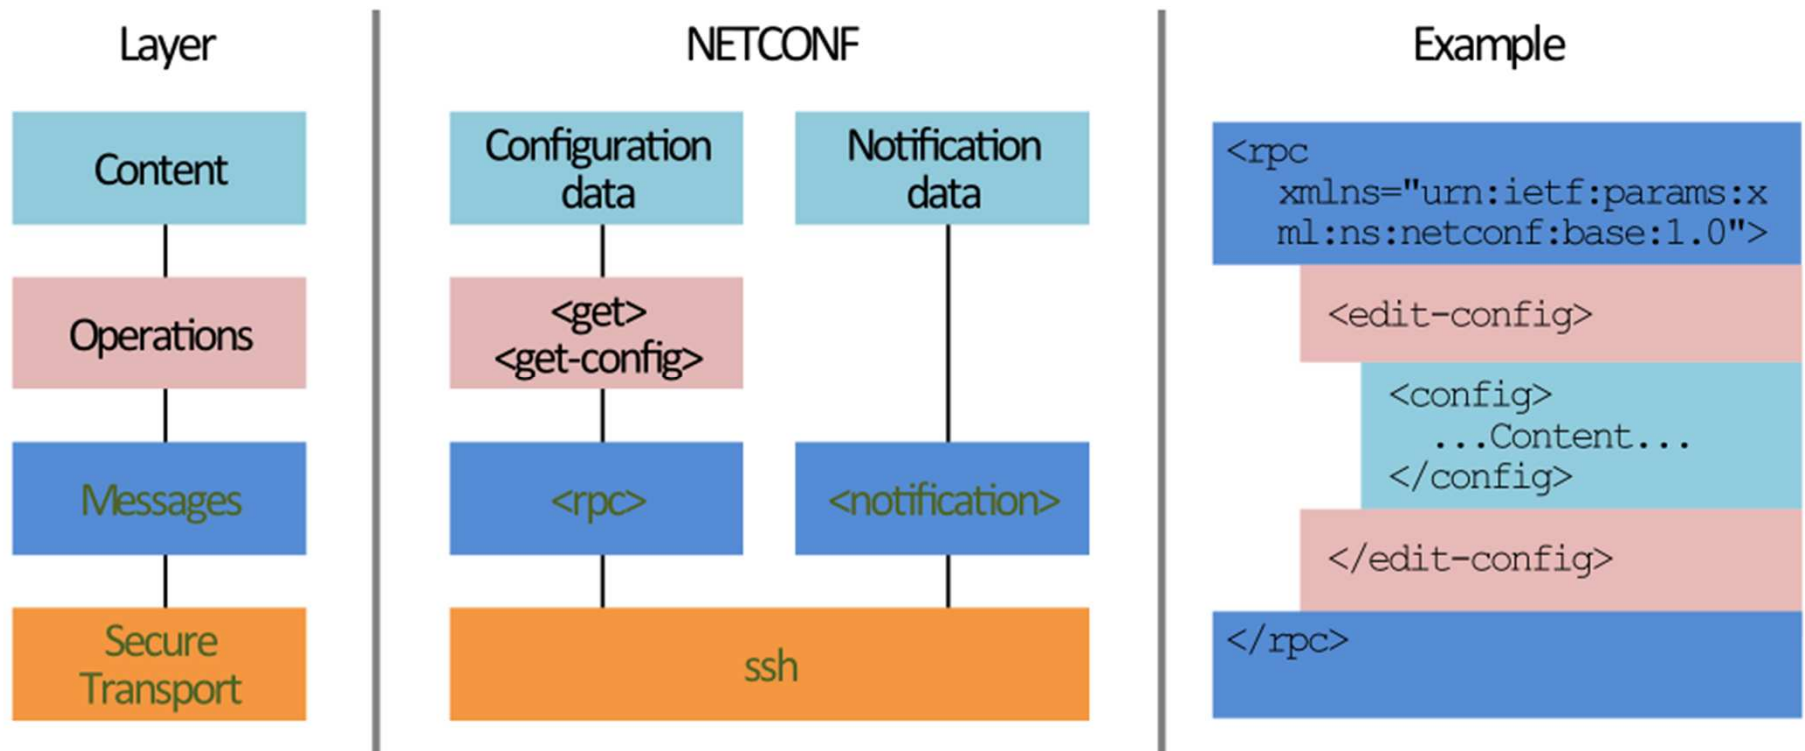 Layer
NETCONF
Example
Content
Operations
Messages
Secure
Transport
Configuration
data
Notification
data
<get>
<get-config>
<rpc>
<notification>
ssh
<rpc
xmlns="urn:ietf:params:x
ml:ns:netconf:base:1.0">
<edit-config>
<config>
...Content...
</config>
</edit-config>
</rpc>